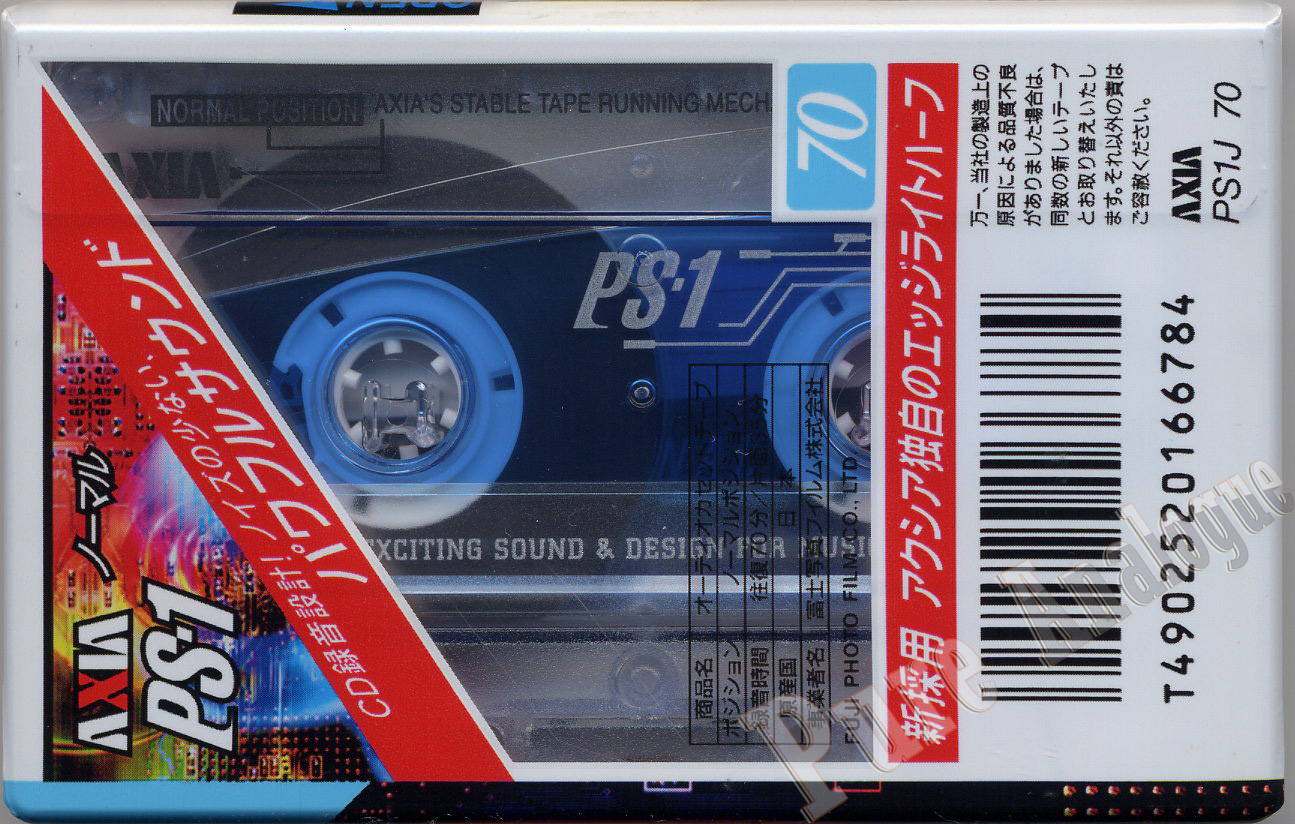 OPEN
NORMAL POSITION
AXIA'S STABLE TAPE RUNNING MECH
AXIA
70
PS-1
EXCITING SOUND & DESIGN FOR MUSIC
AXIA
PS-1
ノーマル
CD録音設計!ノイズの少ない、
パワフルサウンド
商品名 オーディオカセットテープ
ポジション ノーマルポジション
録音時間 往復70分/片面35分
原産国 日本
事業者名 富士写真フイルム株式会社
FUJI PHOTO FILM CO., LTD
新採用 アクシア独自のエッジライトハーフ
万一、当社の製造上の
原因による品質不良
がありました場合は、
同数の新しいテープ
とお取り替えいたし
ます。それ以外の責は
ご容赦ください。
AXIA
PS1J 70
T4902520166784
Pure Analogue